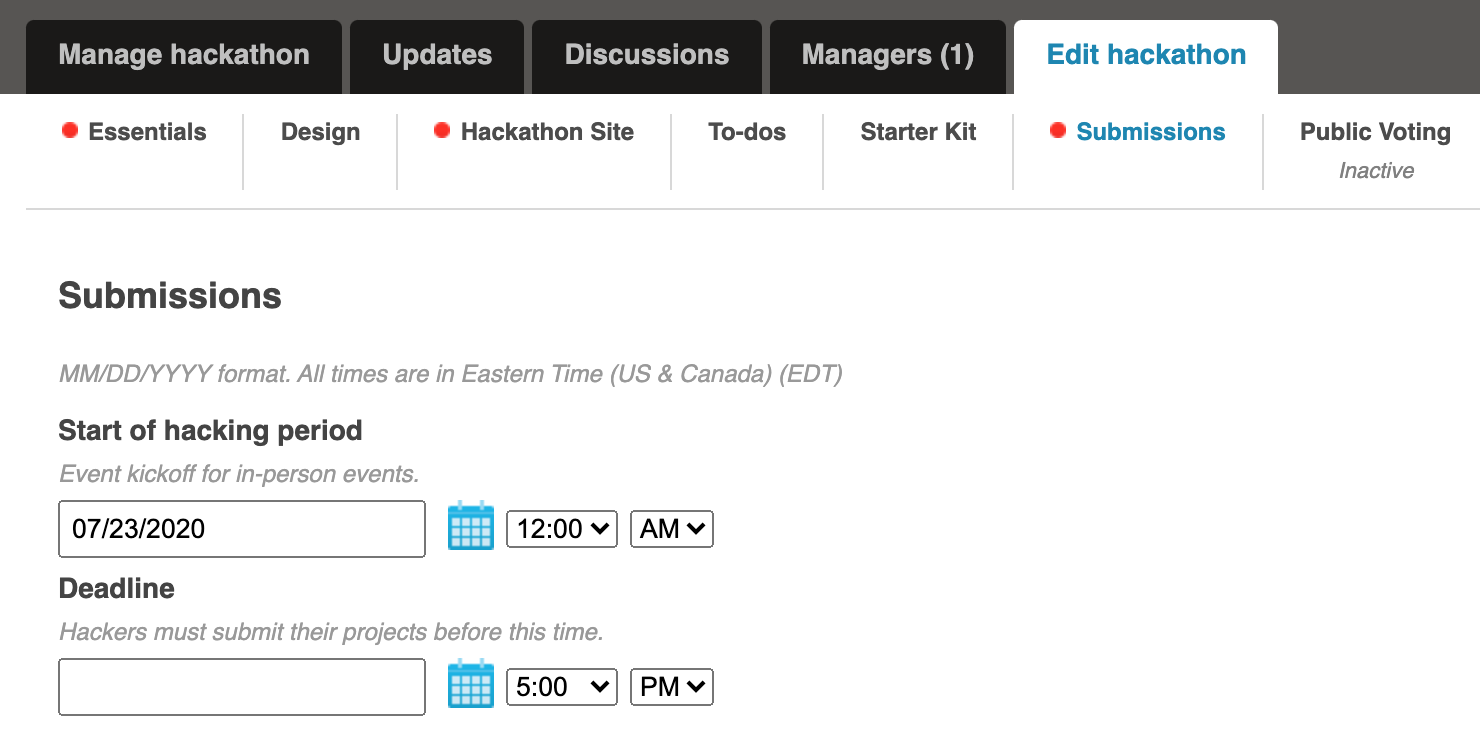 Manage hackathon Updates Discussions Managers (1) Edit hackathon
Essentials Design Hackathon Site To-dos Starter Kit Submissions Public Voting
Inactive
Submissions
MM/DD/YYYY format. All times are in Eastern Time (US & Canada) (EDT)
Start of hacking period
Event kickoff for in-person events.
07/23/2020 12:00 AM
Deadline
Hackers must submit their projects before this time.
5:00 PM